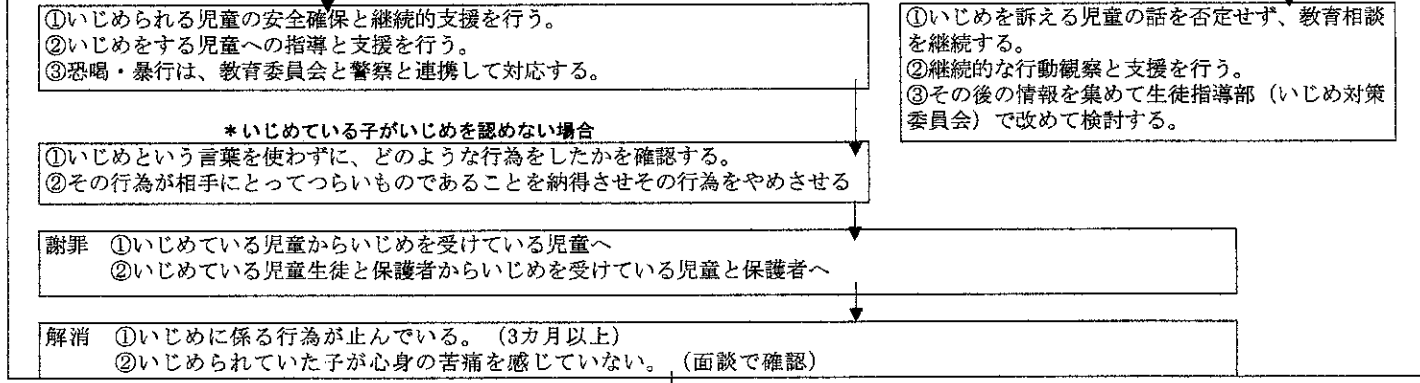 ①いじめられる児童の安全確保と継続的支援を行う。
②いじめをする児童への指導と支援を行う。
③恐喝・暴行は、教育委員会と警察と連携して対応する。
①いじめを訴える児童の話を否定せず、教育相談
を継続する。
②継続的な行動観察と支援を行う。
③その後の情報を集めて生徒指導部（いじめ対策
委員会）で改めて検討する。
＊いじめている子がいじめを認めない場合
①いじめという言葉を使わずに、どのような行為をしたかを確認する。
②その行為が相手にとってつらいものであることを納得させその行為をやめさせる
謝罪　①いじめている児童からいじめを受けている児童へ
②いじめている児童生徒と保護者からいじめを受けている児童と保護者へ
解消　①いじめに係る行為が止んでいる。（3カ月以上）
②いじめられていた子が心身の苦痛を感じていない。（面談で確認）